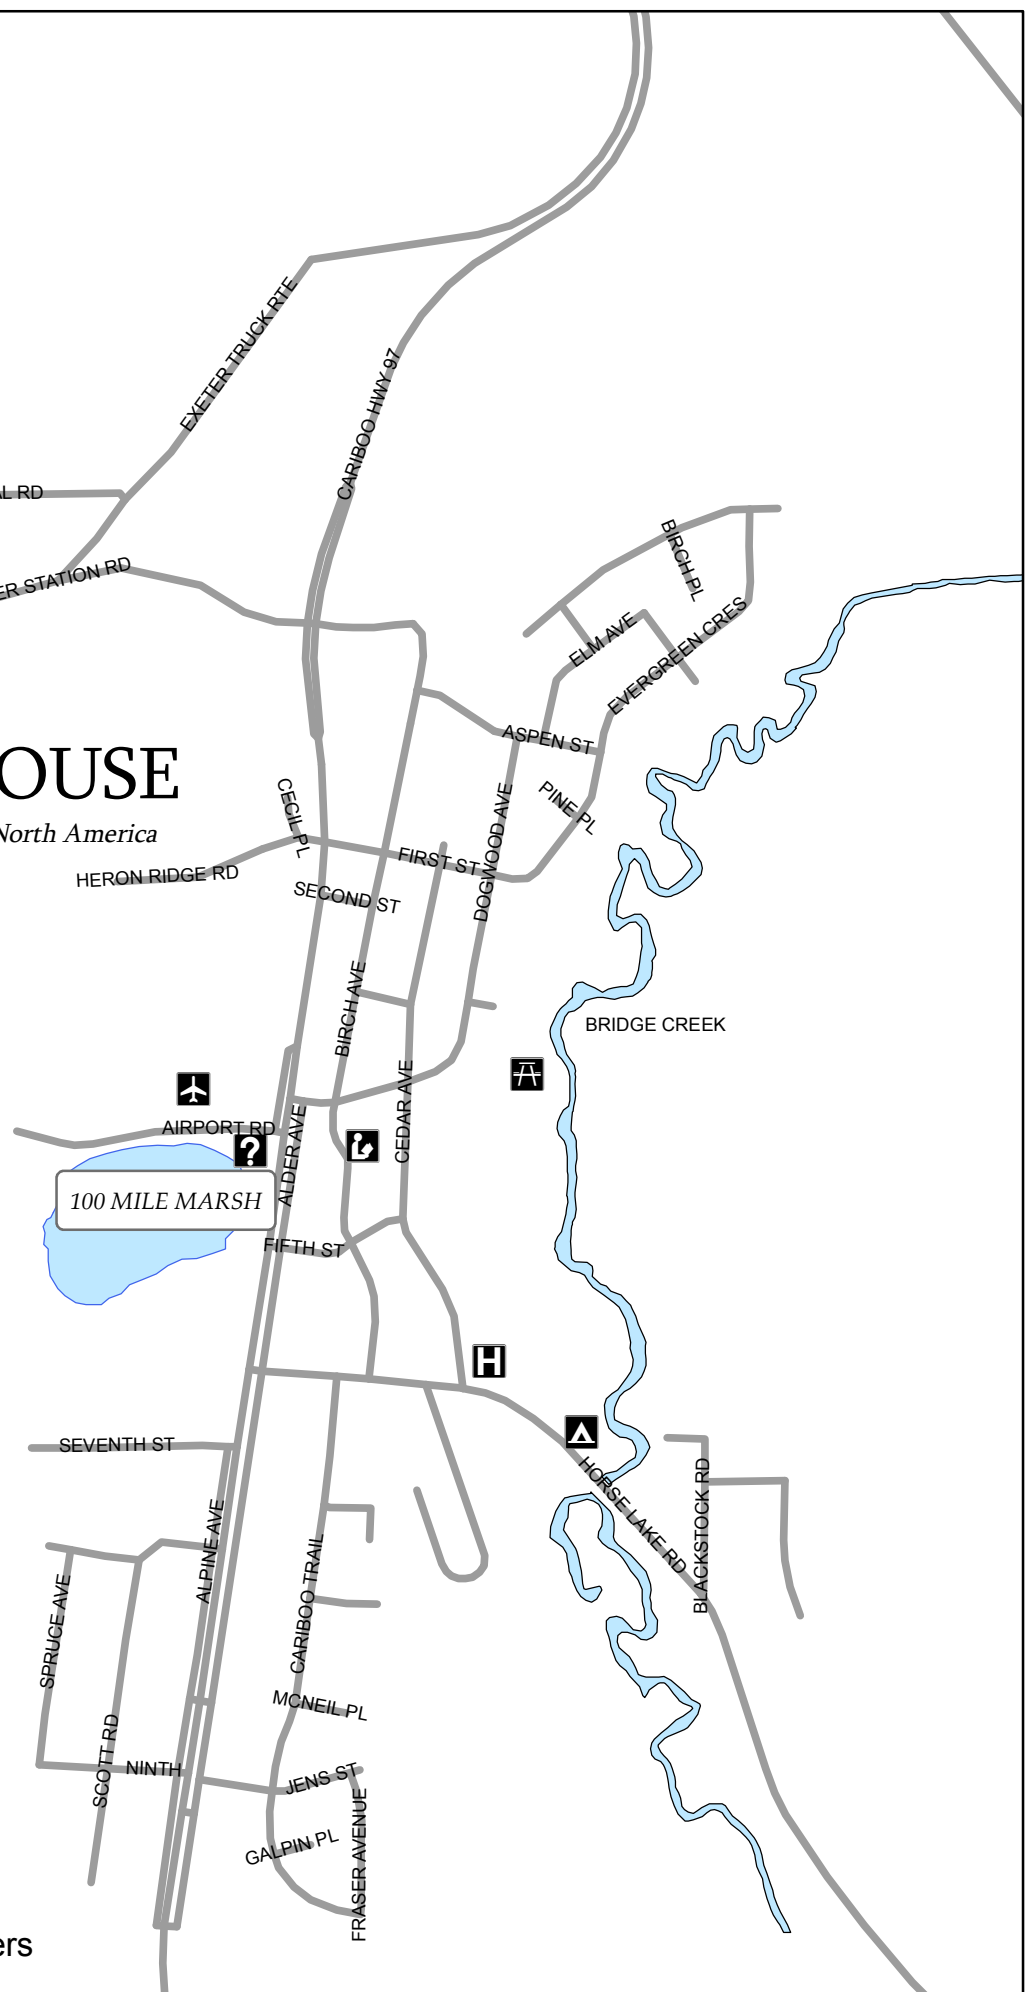 EXETER TRUCK RTE
CARIBOO HWY 97
AL RD
ER STATION RD
BIRCH PL
ELM AVE
EVERGREEN CRES
ASPEN ST
OUSE
North America
CECIL PL
PINE PL
DOGWOOD AVE
FIRST ST
HERON RIDGE RD
SECOND ST
BIRCH AVE
BRIDGE CREEK
CEDAR AVE
AIRPORT RD
?
ALDER AVE
100 MILE MARSH
FIFTH ST
H
SEVENTH ST
HORSE LAKE RD
BLACKSTOCK RD
ALPINE AVE
CARIBOO TRAIL
SPRUCE AVE
MCNEIL PL
SCOTT RD
NINTH
JENS ST
GALPIN PL
FRASER AVENUE
ers